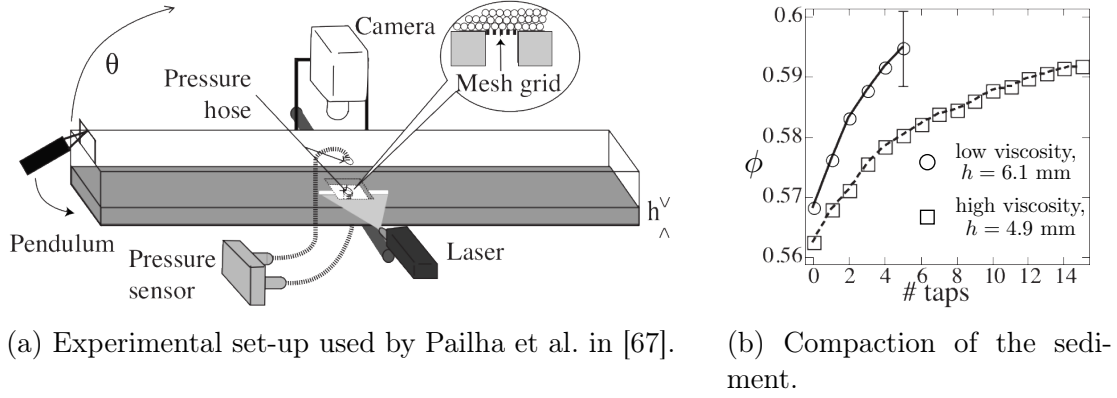 θ
Camera
Pressure
hose
Mesh grid
Pendulum
Pressure
sensor
Laser
h
(a) Experimental set-up used by Pailha et al. in [67].
0.6
0.59
0.58
ϕ
0.57
0.56
low viscosity,
h = 6.1 mm
high viscosity,
h = 4.9 mm
0 2 4 6 8 10 12 14
# taps
(b) Compaction of the sedi-
ment.